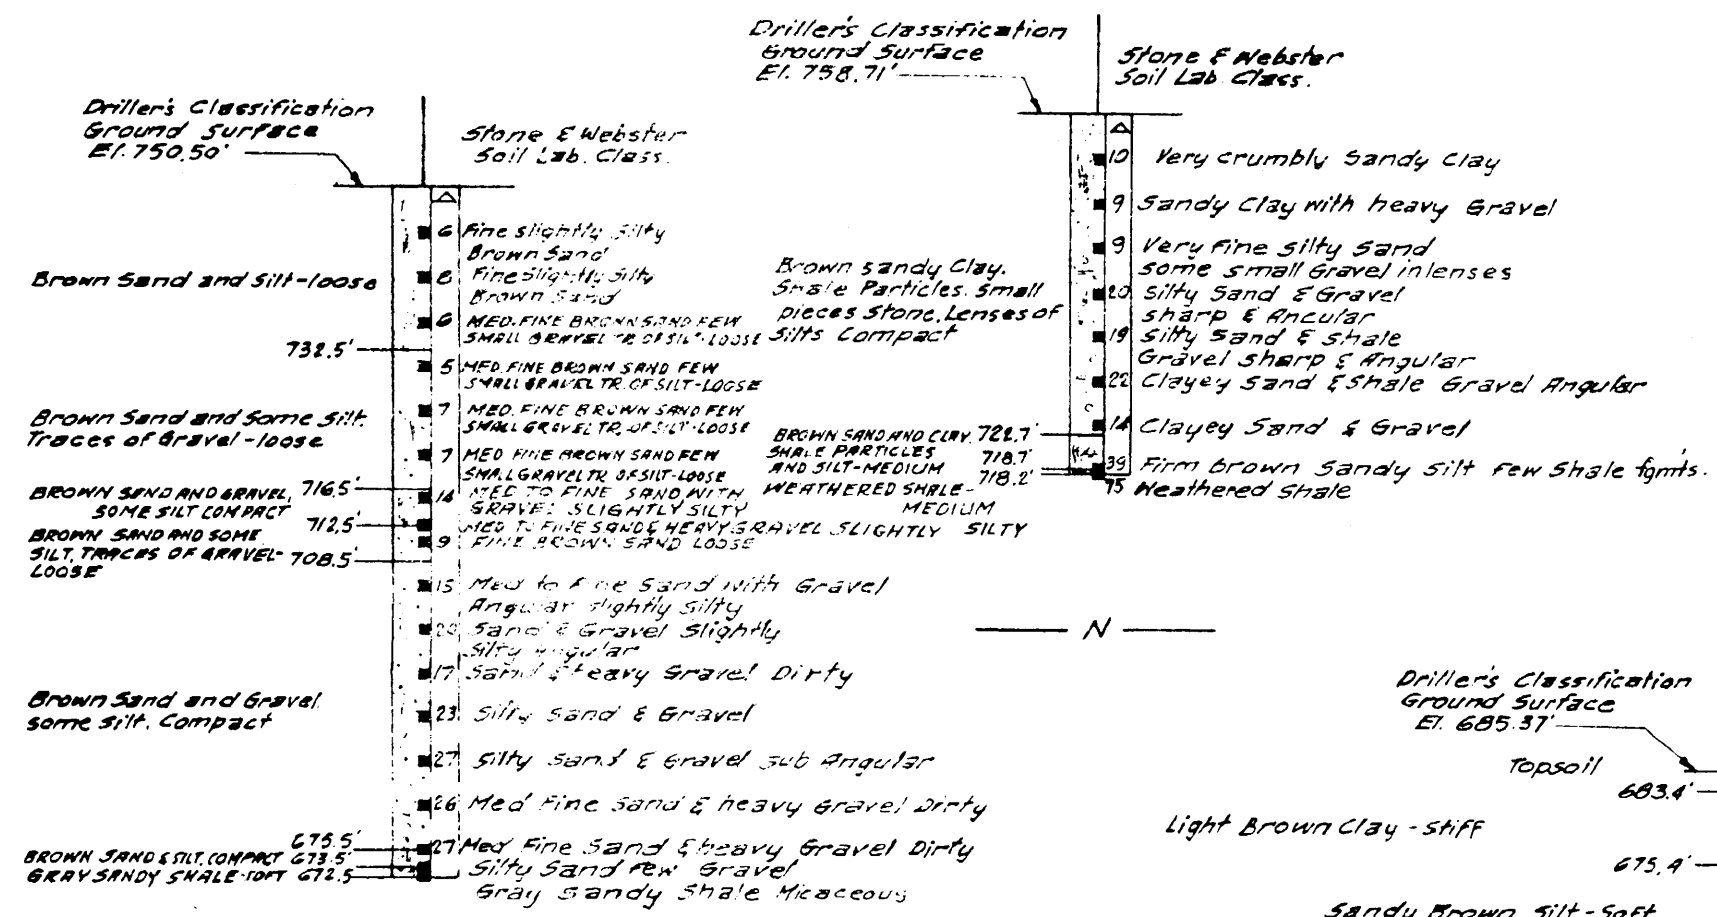 Driller's Classification
Ground Surface
El. 750.50'
Stone & Webster
Soil Lab. Class.
6 Fine slightly Silty
Brown Sand
8 Fine Slightly Silty
Brown Sand
6 MED. FINE BROWN SAND FEW
SMALL GRAVEL TR. OF SILT-LOOSE
5 MED. FINE BROWN SAND FEW
SMALL GRAVEL TR. OF SILT-LOOSE
7 MED. FINE BROWN SAND FEW
SMALL GRAVEL TR. OF SILT-LOOSE
7 MED FINE BROWN SAND FEW
SMALL GRAVEL TR. OF SILT-LOOSE
14 MED TO FINE SAND WITH
GRAVEL SLIGHTLY SILTY
MED TO FINE SAND & HEAVY GRAVEL SLIGHTLY SILTY
9 FINE BROWN SAND LOOSE
15 Med to Fine Sand with Gravel
Angular slightly Silty
20 Sand & Gravel Slightly
Silty Angular
17 Sand & heavy Gravel Dirty
23 Silty Sand & Gravel
27 Silty Sand & Gravel sub Angular
26 Med Fine Sand & heavy Gravel Dirty
27 Med Fine Sand & heavy Gravel Dirty
Silty Sand Few Gravel
Gray Sandy Shale Micaceous
Brown Sand and Silt-loose
732.5'
Brown Sand and Some Silt.
Traces of Gravel-loose
BROWN SAND AND GRAVEL, 716.5'
SOME SILT COMPACT
712.5'
BROWN SAND AND SOME
SILT, TRACES OF GRAVEL- 708.5'
LOOSE
Brown Sand and Gravel
some silt. Compact
675.5'
BROWN SAND & SILT, COMPACT 673.5'
GRAY SANDY SHALE-SOFT 672.5
Driller's Classification
Ground Surface
El. 758.71'
Stone & Webster
Soil Lab. Class.
10 Very crumbly Sandy Clay
9 Sandy Clay with heavy Gravel
9 Very Fine Silty Sand
some small Gravel in lenses
20 Silty Sand & Gravel
sharp & Ancular
19 Silty Sand & shale
Gravel sharp & Angular
22 Clayey Sand & Shale Gravel Angular
14 Clayey Sand & Gravel
39 Firm Brown Sandy Silt Few Shale fgmts.
75 Weathered Shale
Brown sandy Clay.
Shale Particles. Small
pieces Stone. Lenses of
Silts Compact
BROWN SAND AND CLAY, 722.7'
SHALE PARTICLES 718.7'
AND SILT-MEDIUM 718.2'
WEATHERED SHALE-
MEDIUM
N
Driller's Classification
Ground Surface
El. 685.37'
Topsoil
683.4'
Light Brown Clay - stiff
675.4'
Sandy Brown Silt-Soft